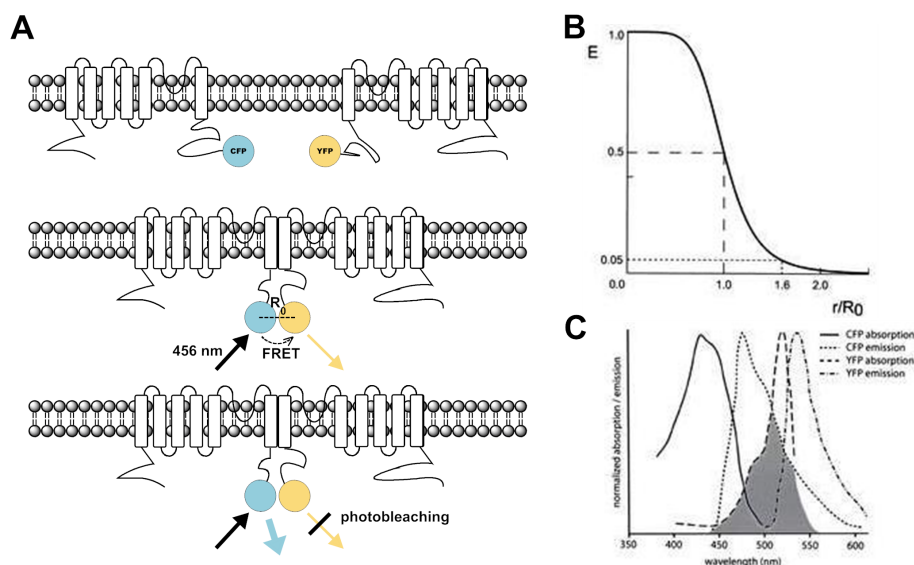 A
CFP
YFP
R0
456 nm
FRET
photobleaching
B
E
1.0
0.5
0.05
0.0
1.0
1.6
2.0
r/R0
C
CFP absorption
CFP emission
YFP absorption
YFP emission
normalized absorption / emission
350
400
450
500
550
600
wavelength (nm)